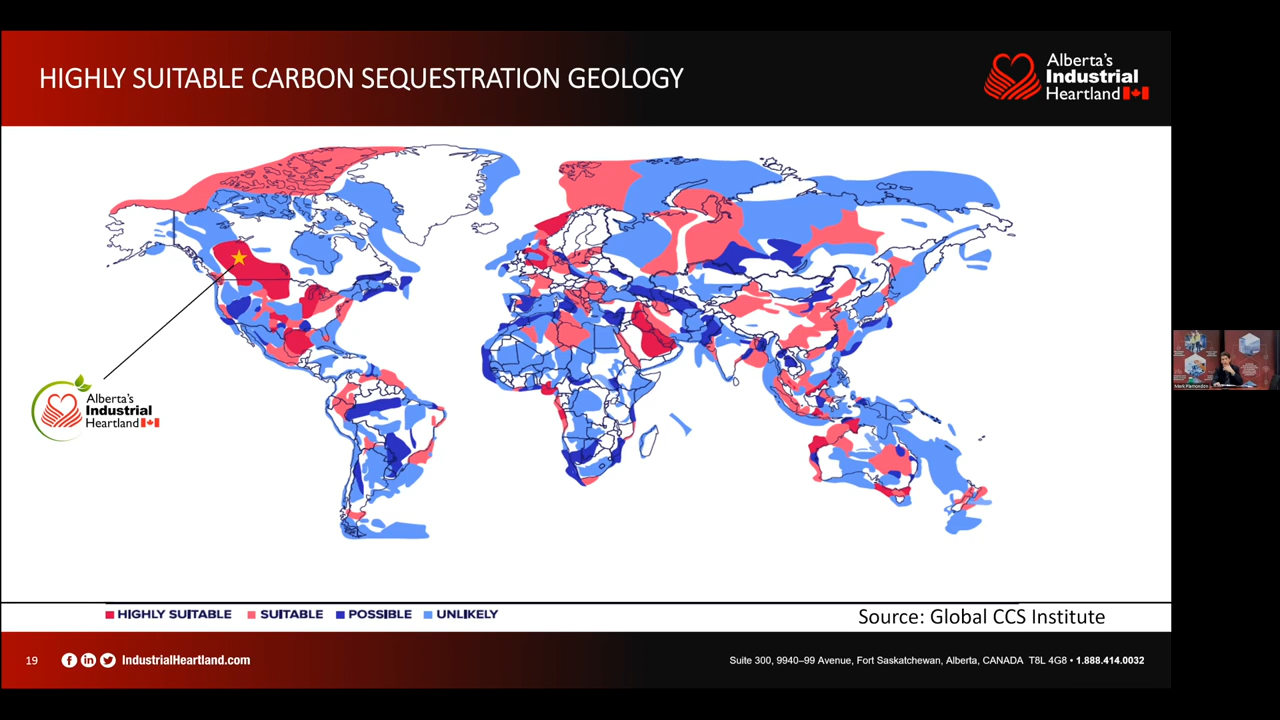 HIGHLY SUITABLE CARBON SEQUESTRATION GEOLOGY
Alberta's
Industrial
Heartland
Alberta's
Industrial
Heartland
HIGHLY SUITABLE SUITABLE POSSIBLE UNLIKELY
Source: Global CCS Institute
19
IndustrialHeartland.com
Suite 300, 9940–99 Avenue, Fort Saskatchewan, Alberta, CANADA T8L 4G8 • 1.888.414.0032